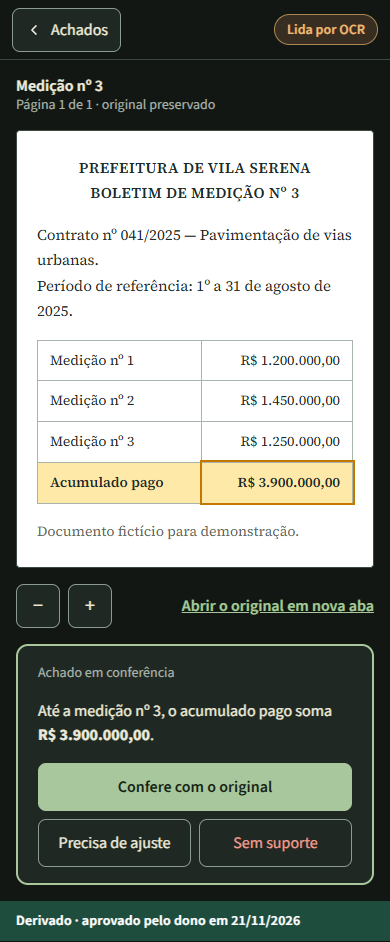 Achados
Lida por OCR
Medição nº 3
Página 1 de 1 · original preservado
PREFEITURA DE VILA SERENA
BOLETIM DE MEDIÇÃO Nº 3
Contrato nº 041/2025 — Pavimentação de vias
urbanas.
Período de referência: 1º a 31 de agosto de
2025.
Medição nº 1 R$ 1.200.000,00
Medição nº 2 R$ 1.450.000,00
Medição nº 3 R$ 1.250.000,00
Acumulado pago R$ 3.900.000,00
Documento fictício para demonstração.
− + Abrir o original em nova aba
Achado em conferência
Até a medição nº 3, o acumulado pago soma
R$ 3.900.000,00.
Confere com o original
Precisa de ajuste
Sem suporte
Derivado · aprovado pelo dono em 21/11/2026